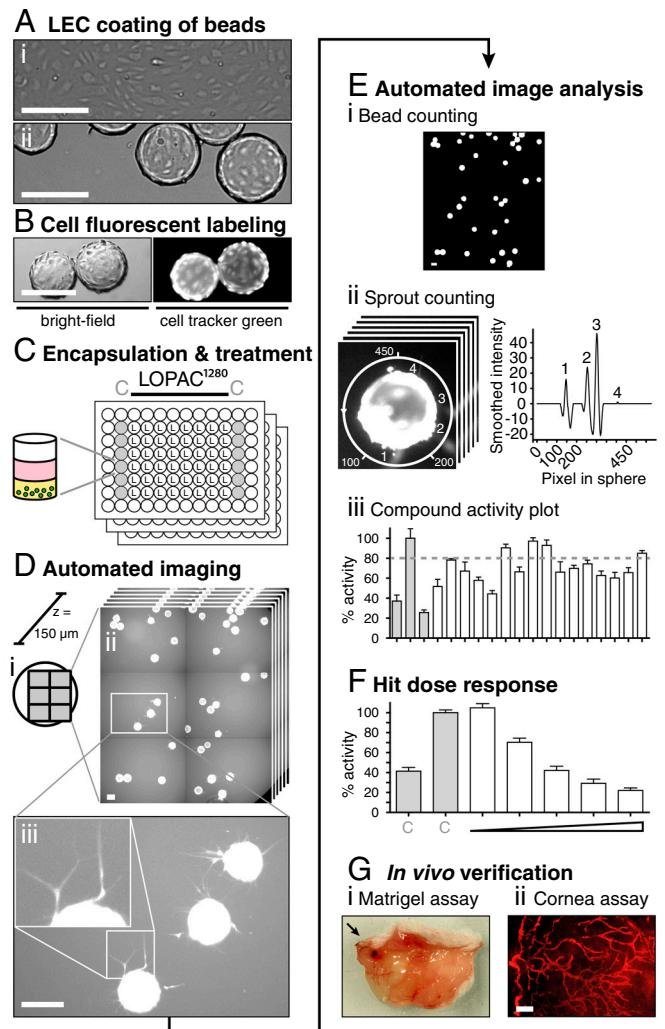 A LEC coating of beads
i
ii
B Cell fluorescent labeling
bright-field
cell tracker green
C Encapsulation & treatment
C LOPAC1280 C
L L L L L L L L
L L L L L L L L
L L L L L L L L
L L L L L L L L
L L L L L L L L
L L L L L L L L
D Automated imaging
z =
150 µm
i
ii
iii
E Automated image analysis
i Bead counting
ii Sprout counting
450
4
3
2
1
100
200
Smoothed intensity
40
30
20
10
0
-10
-20
1
2
3
4
0
100
200
450
Pixel in sphere
iii Compound activity plot
% activity
100
80
60
40
20
0
F Hit dose response
% activity
100
80
60
40
20
0
C
C
G In vivo verification
i Matrigel assay
ii Cornea assay